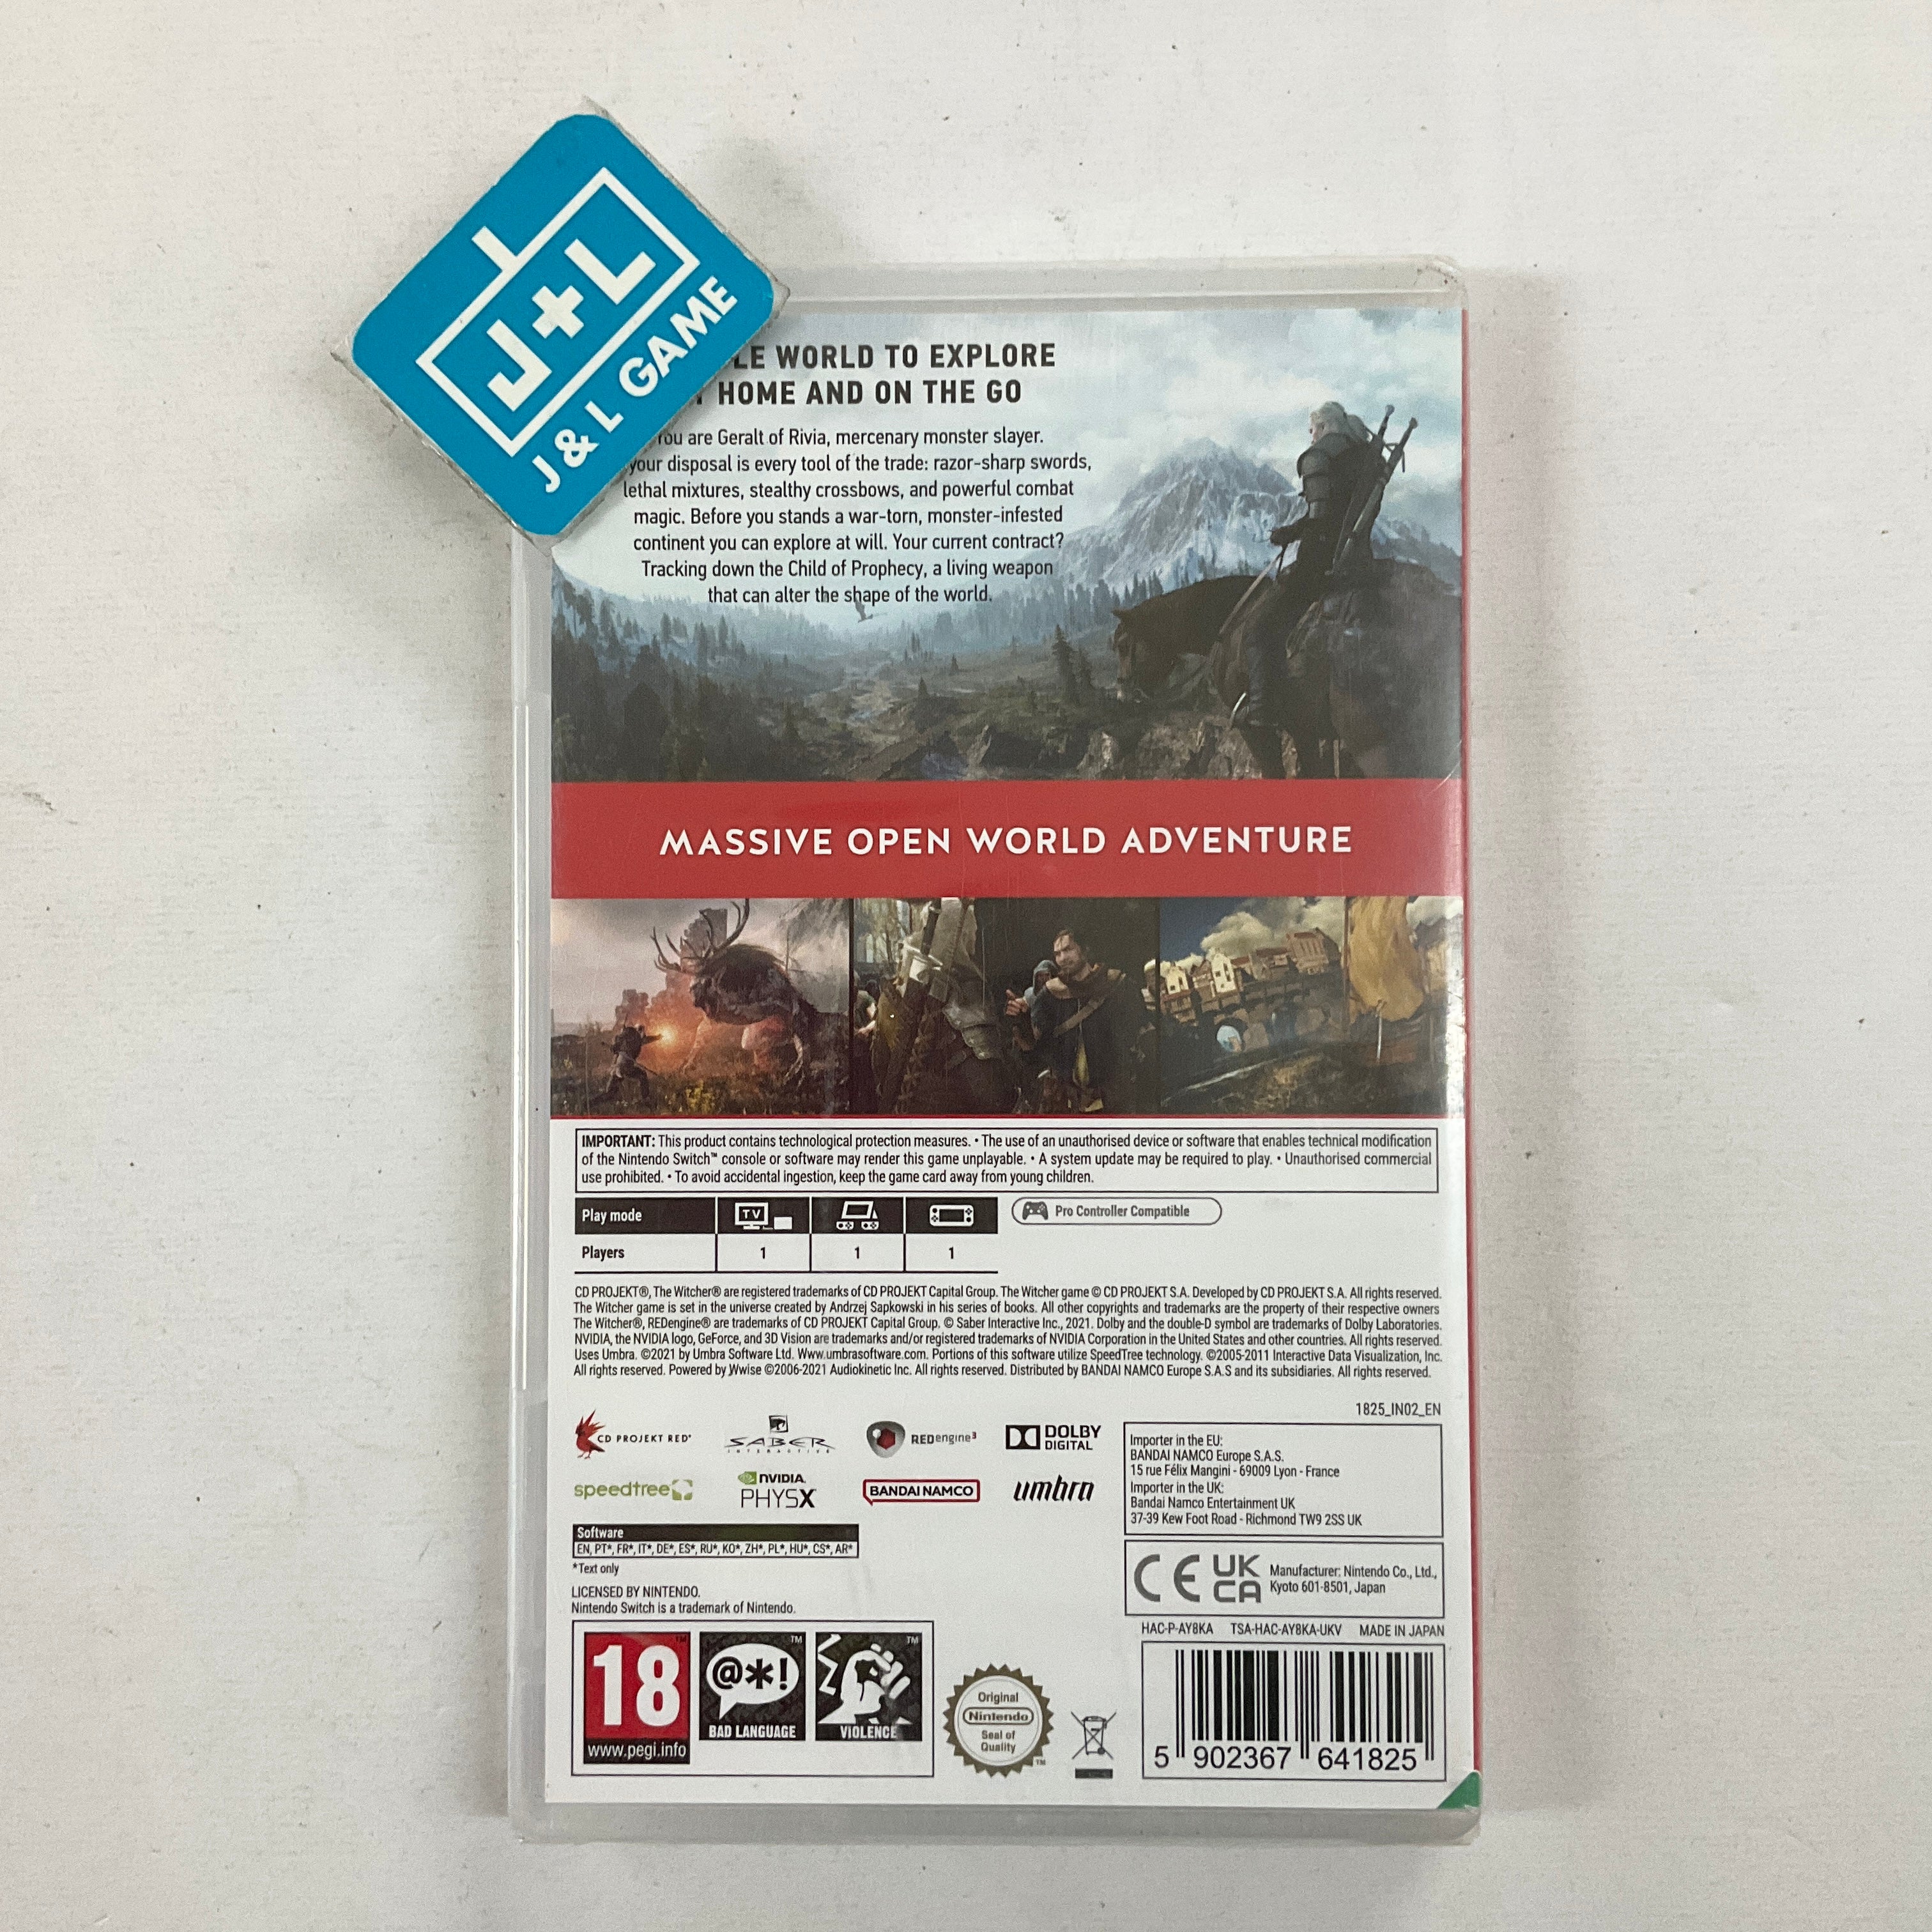 J+L
J & L GAME
WORLD TO EXPLORE
HOME AND ON THE GO
You are Geralt of Rivia, mercenary monster slayer.
your disposal is every tool of the trade: razor-sharp swords,
lethal mixtures, stealthy crossbows, and powerful combat
magic. Before you stands a war-torn, monster-infested
continent you can explore at will. Your current contract?
Tracking down the Child of Prophecy, a living weapon
that can alter the shape of the world.
MASSIVE OPEN WORLD ADVENTURE
IMPORTANT: This product contains technological protection measures. • The use of an unauthorised device or software that enables technical modification
of the Nintendo Switch™ console or software may render this game unplayable. • A system update may be required to play. • Unauthorised commercial
use prohibited. • To avoid accidental ingestion, keep the game card away from young children.
Play mode TV
Pro Controller Compatible
Players 1 1 1
CD PROJEKT®, The Witcher® are registered trademarks of CD PROJEKT Capital Group. The Witcher game © CD PROJEKT S.A. Developed by CD PROJEKT S.A. All rights reserved.
The Witcher game is set in the universe created by Andrzej Sapkowski in his series of books. All other copyrights and trademarks are the property of their respective owners
The Witcher®, REDengine® are trademarks of CD PROJEKT Capital Group. © Saber Interactive Inc., 2021. Dolby and the double-D symbol are trademarks of Dolby Laboratories.
NVIDIA, the NVIDIA logo, GeForce, and 3D Vision are trademarks and/or registered trademarks of NVIDIA Corporation in the United States and other countries. All rights reserved.
Uses Umbra. ©2021 by Umbra Software Ltd. Www.umbrasoftware.com. Portions of this software utilize SpeedTree technology. ©2005-2011 Interactive Data Visualization, Inc.
All rights reserved. Powered by Wwise ©2006-2021 Audiokinetic Inc. All rights reserved. Distributed by BANDAI NAMCO Europe S.A.S and its subsidiaries. All rights reserved.
1825_IN02_EN
CD PROJEKT RED®
SABER
INTERACTIVE
REDengine³
DOLBY
DIGITAL
speedtree
NVIDIA.
PHYSX
BANDAI NAMCO
umbra
Importer in the EU:
BANDAI NAMCO Europe S.A.S.
15 rue Félix Mangini - 69009 Lyon - France
Importer in the UK:
Bandai Namco Entertainment UK
37-39 Kew Foot Road - Richmond TW9 2SS UK
Software
EN, PT*, FR*, IT*, DE*, ES*, RU*, KO*, ZH*, PL*, HU*, CS*, AR*
*Text only
LICENSED BY NINTENDO.
Nintendo Switch is a trademark of Nintendo.
CE UK
CA
Manufacturer: Nintendo Co., Ltd.,
Kyoto 601-8501, Japan
HAC-P-AY8KA TSA-HAC-AY8KA-UKV MADE IN JAPAN
18
www.pegi.info
@*!
BAD LANGUAGE
VIOLENCE
Original
Nintendo
Seal of
Quality
5 902367 641825